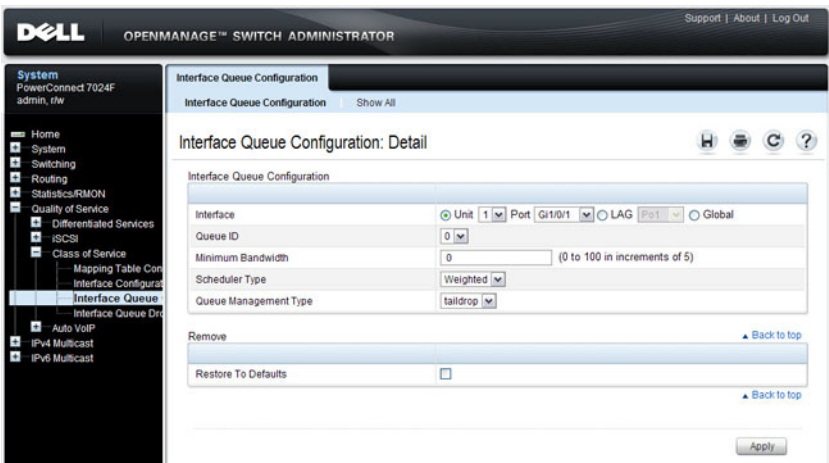 Support | About | Log Out
DELL OPENMANAGE™ SWITCH ADMINISTRATOR
System
PowerConnect 7024F
admin, r/w
Home
System
Switching
Routing
Statistics/RMON
Quality of Service
Differentiated Services
iSCSI
Class of Service
Mapping Table Con
Interface Configurat
Interface Queue
Interface Queue Dro
Auto VoIP
IPv4 Multicast
IPv6 Multicast
Interface Queue Configuration
Interface Queue Configuration Show All
Interface Queue Configuration: Detail
Interface Queue Configuration
Interface Unit 1 Port Gi1/0/1 LAG Po1 Global
Queue ID 0
Minimum Bandwidth 0 (0 to 100 in increments of 5)
Scheduler Type Weighted
Queue Management Type taildrop
Remove Back to top
Restore To Defaults
Back to top
Apply